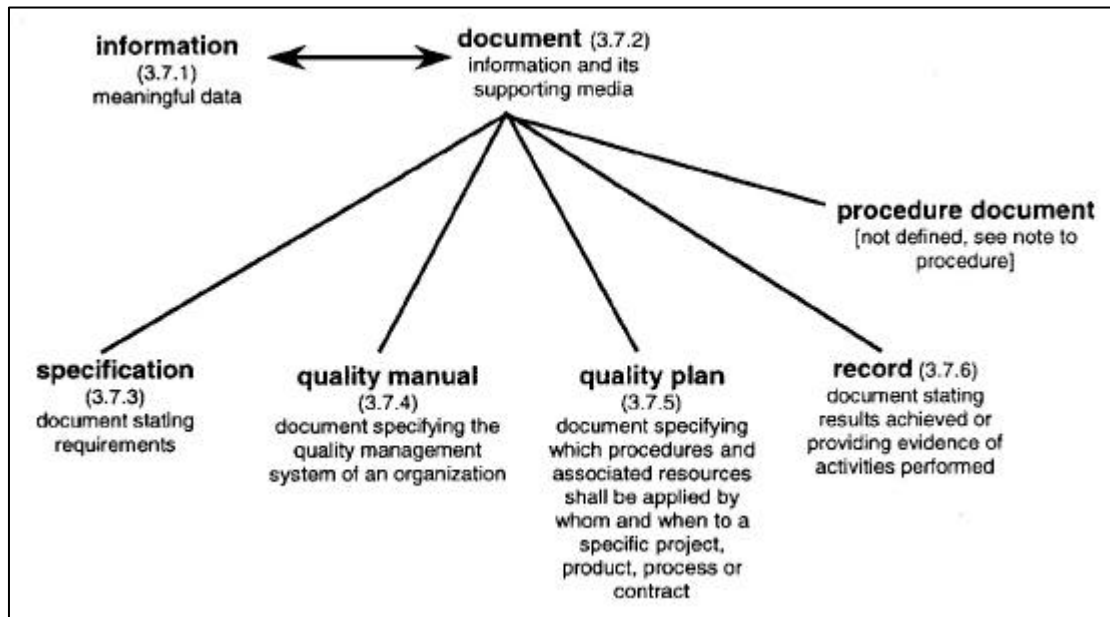 information
(3.7.1)
meaningful data
document (3.7.2)
information and its
supporting media
procedure document
[not defined, see note to
procedure]
specification
(3.7.3)
document stating
requirements
quality manual
(3.7.4)
document specifying the
quality management
system of an organization
quality plan
(3.7.5)
document specifying
which procedures and
associated resources
shall be applied by
whom and when to a
specific project,
product, process or
contract
record (3.7.6)
document stating
results achieved or
providing evidence of
activities performed